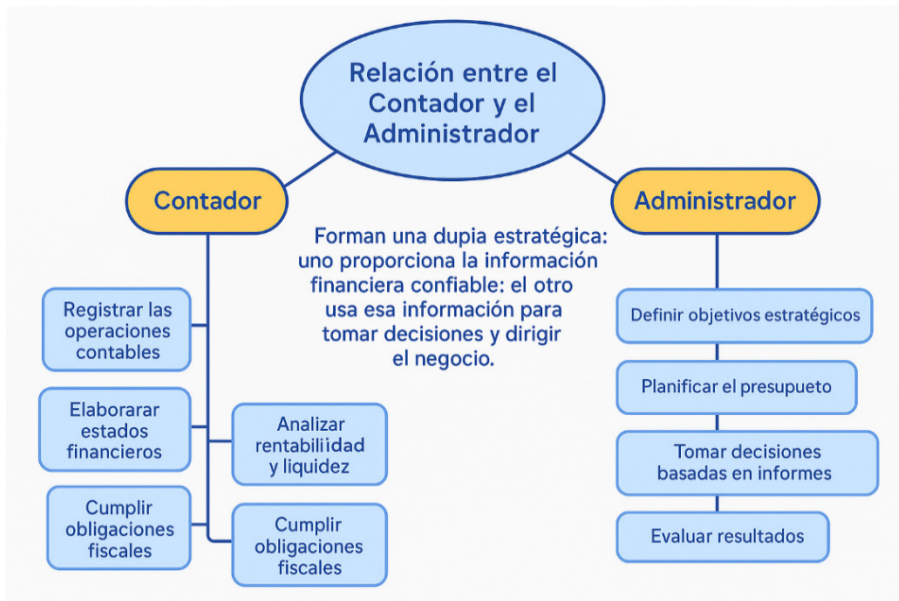 Relación entre el
Contador y el
Administrador
Contador
Administrador
Forman una dupia estratégica:
uno proporciona la información
financiera confiable: el otro
usa esa información para
tomar decisiones y dirigir
el negocio.
Registrar las
operaciones
contables
Elaborarar
estados
financieros
Cumplir
obligaciones
fiscales
Analizar
rentabiliidad
y liquidez
Cumplir
obligaciones
fiscales
Definir objetivos estratégicos
Planificar el presupueto
Tomar decisiones
basadas en informes
Evaluar resultados